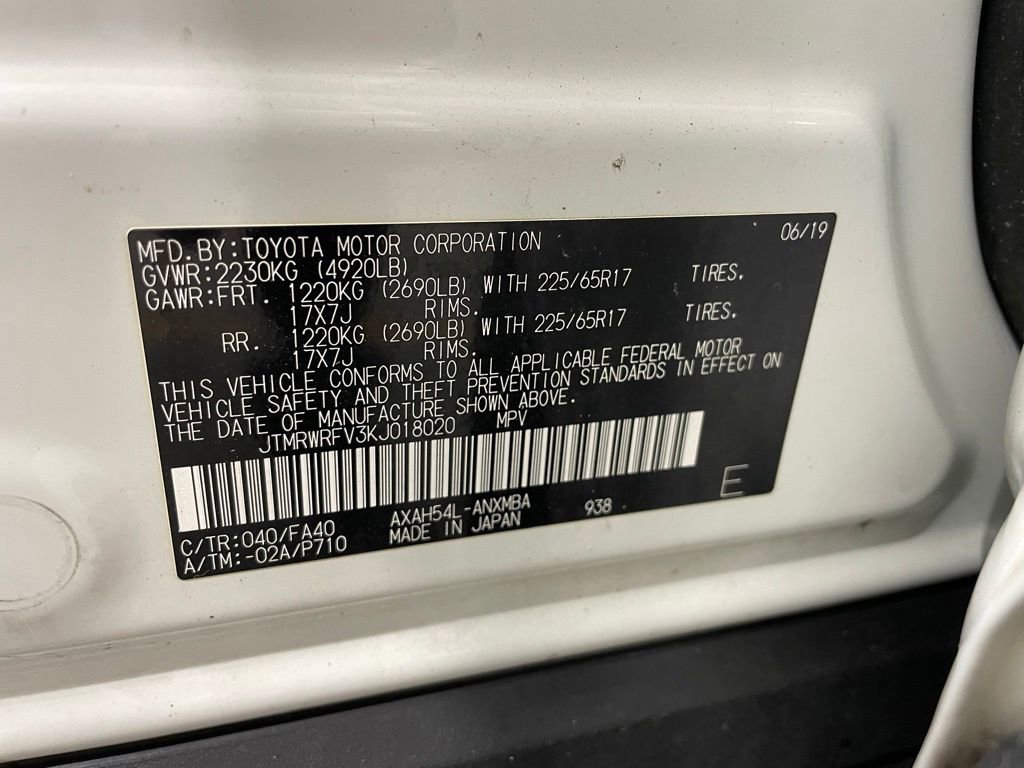 06/19
MFD.BY:TOYOTA MOTOR CORPORATION
GVWR:2230KG (4920LB)
GAWR:FRT. 1220KG (2690LB) WITH 225/65R17 TIRES.
17X7J RIMS.
RR. 1220KG (2690LB) WITH 225/65R17 TIRES.
17X7J RIMS.
THIS VEHICLE CONFORMS TO ALL APPLICABLE FEDERAL MOTOR
VEHICLE SAFETY AND THEFT PREVENTION STANDARDS IN EFFECT ON
THE DATE OF MANUFACTURE SHOWN ABOVE.
JTMRWRFV3KJ018020 MPV
E
C/TR:040/FA40 AXAH54L-ANXMBA 938
A/TM:-02A/P710 MADE IN JAPAN